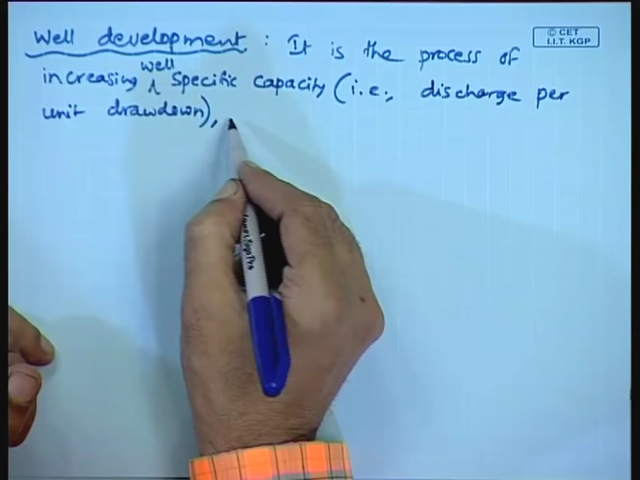 Well development : It is the process of
© CET
I.I.T. KGP
increasing well specific capacity (i.e., discharge per
unit drawdown),